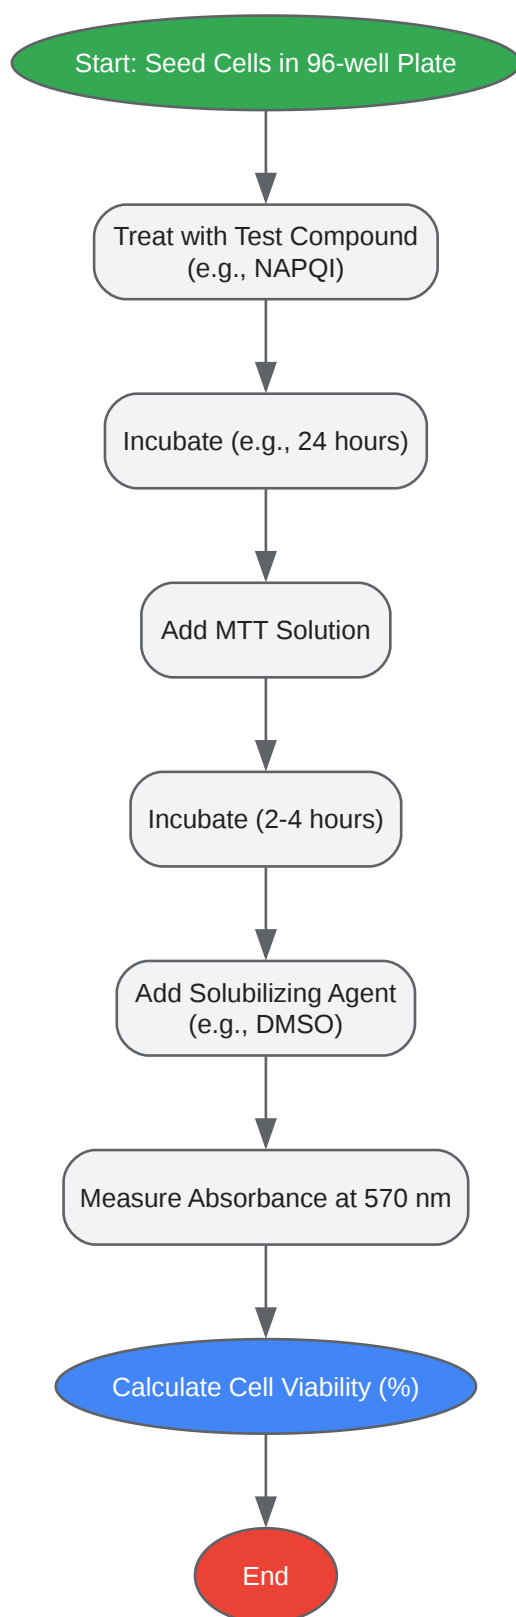 Start: Seed Cells in 96-well Plate
Treat with Test Compound
(e.g., NAPQI)
Incubate (e.g., 24 hours)
Add MTT Solution
Incubate (2-4 hours)
Add Solubilizing Agent
(e.g., DMSO)
Measure Absorbance at 570 nm
Calculate Cell Viability (%)
End